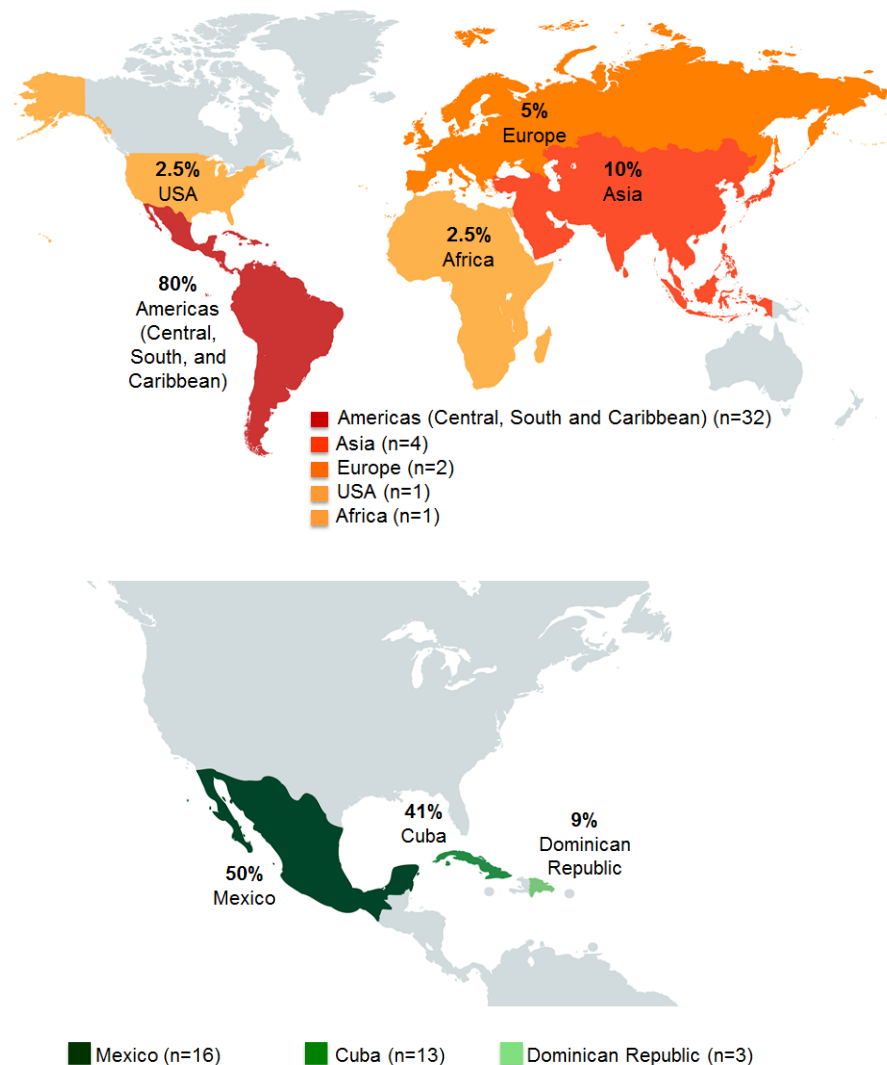 5%
Europe
2.5%
USA
10%
Asia
2.5%
Africa
80%
Americas
(Central,
South, and
Caribbean)
Americas (Central, South and Caribbean) (n=32)
Asia (n=4)
Europe (n=2)
USA (n=1)
Africa (n=1)
41%
Cuba
9%
Dominican
Republic
50%
Mexico
Mexico (n=16)
Cuba (n=13)
Dominican Republic (n=3)